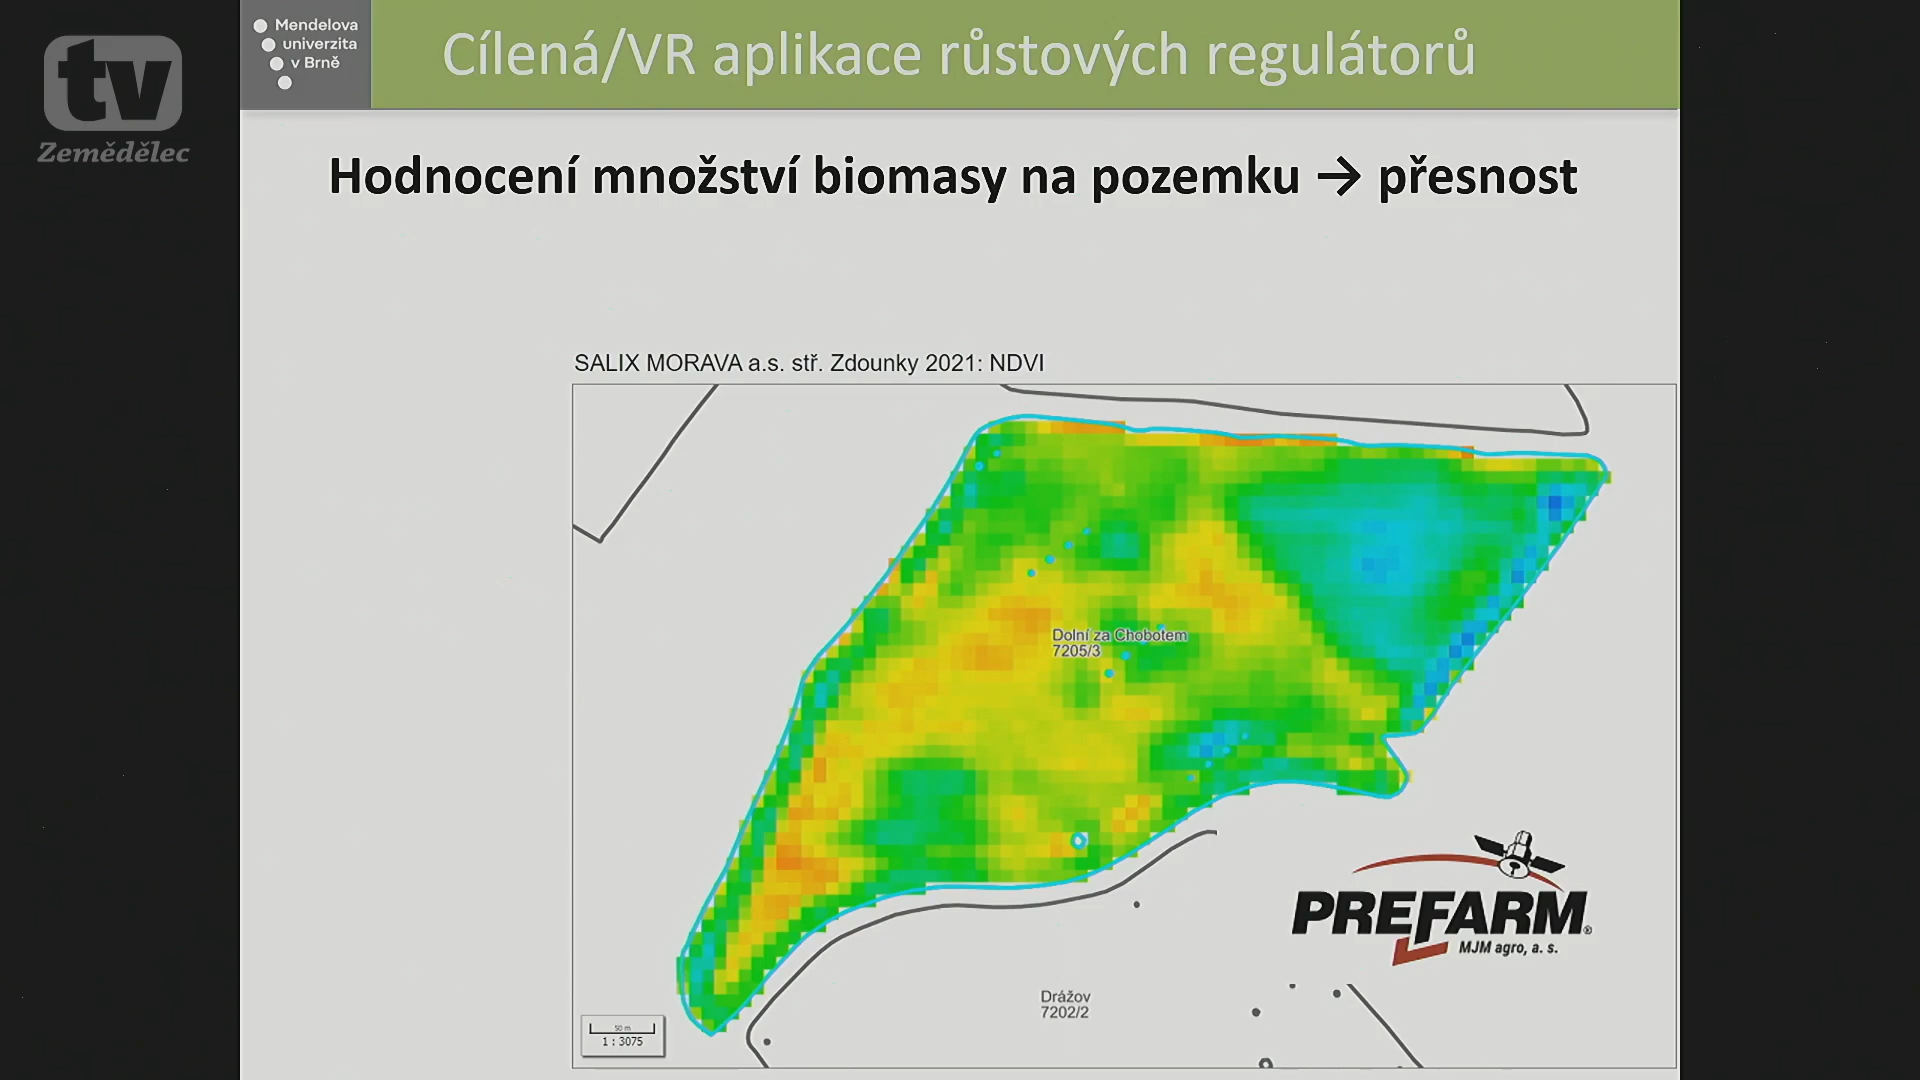 tv
Zemědělec
Mendelova
univerzita
v Brně
Cílená/VR aplikace růstových regulátorů
Hodnocení množství biomasy na pozemku → přesnost
SALIX MORAVA a.s. stř. Zdounky 2021: NDVI
Dolní za Chobotem
7205/3
PREFARM®
MJM agro, a. s.
Drážov
7202/2
50 m
1 : 3075